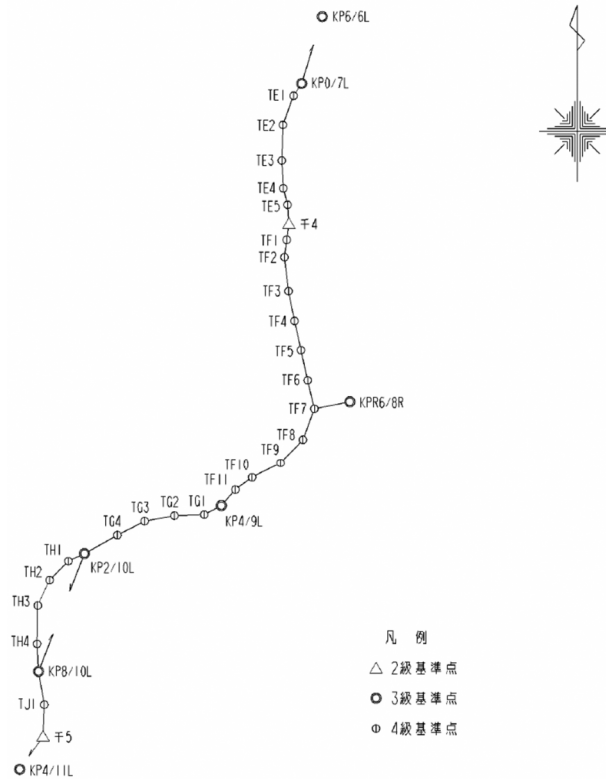 KP6/6L
KP0/7L
TE1
TE2
TE3
TE4
TE5
千4
TF1
TF2
TF3
TF4
TF5
TF6
TF7
KPR6/8R
TF8
TF9
TF10
TF11
KP4/9L
TG1
TG2
TG3
TG4
TH1
KP2/10L
TH2
TH3
TH4
KP8/10L
TJ1
千5
KP4/11L
凡 例
2級基準点
3級基準点
4級基準点